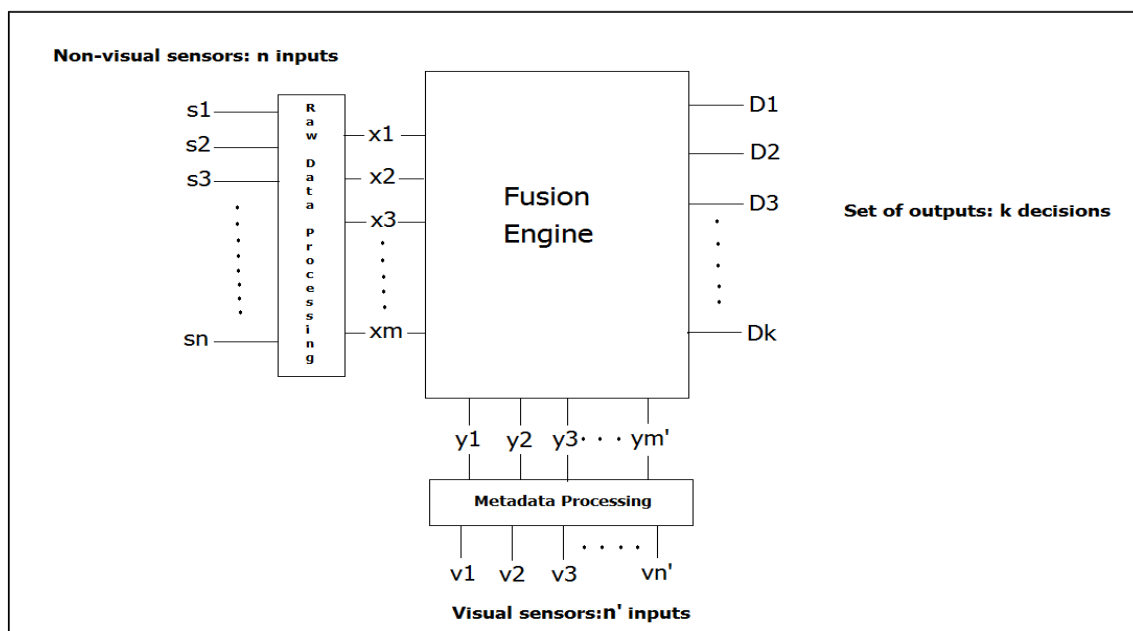 Non-visual sensors: n inputs
s1
s2
s3
sn
Raw Data Processing
x1
x2
x3
xm
Fusion
Engine
D1
D2
D3
Dk
Set of outputs: k decisions
y1
y2
y3
ym'
Metadata Processing
v1
v2
v3
vn'
Visual sensors:n' inputs